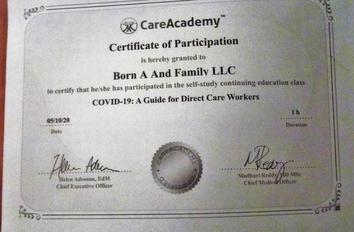 CareAcademy™
Certificate of Participation
is hereby granted to
Born A And Family LLC
to certify that he/she has participated in the self-study continuing education class
COVID-19: A Guide for Direct Care Workers
05/10/20
1 h
Date
Duration
Helen Adeosun, EdM
Madhuri Reddy, MD MSc
Chief Executive Officer
Chief Medical Officer